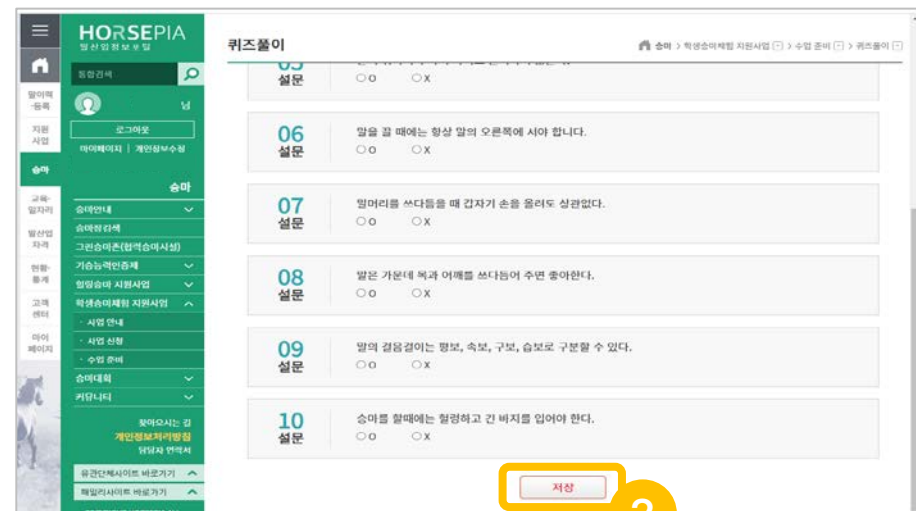 HORSEPIA
말산업정보포털
통합검색
님
로그아웃
마이페이지 | 개인정보수정
말이력
·등록
지원
사업
승마
교육·
일자리
말산업
자격
현황·
통계
고객
센터
마이
페이지
승마
승마안내
승마장검색
그린승마존(협력승마시설)
기승능력인증제
힐링승마 지원사업
학생승마체험 지원사업
· 사업 안내
· 사업 신청
· 수업 준비
승마대회
커뮤니티
찾아오시는 길
개인정보처리방침
담당자 연락서
유관단체사이트 바로가기
패밀리사이트 바로가기
퀴즈풀이
승마 > 학생승마체험 지원사업 > 수업 준비 > 퀴즈풀이
설문
O X
06 말을 끌 때에는 항상 말의 오른쪽에 서야 합니다.
설문 O X
07 말머리를 쓰다듬을 때 갑자기 손을 올려도 상관없다.
설문 O X
08 말은 가운데 목과 어깨를 쓰다듬어 주면 좋아한다.
설문 O X
09 말의 걸음걸이는 평보, 속보, 구보, 습보로 구분할 수 있다.
설문 O X
10 승마를 할때에는 헐렁하고 긴 바지를 입어야 한다.
설문 O X
저장